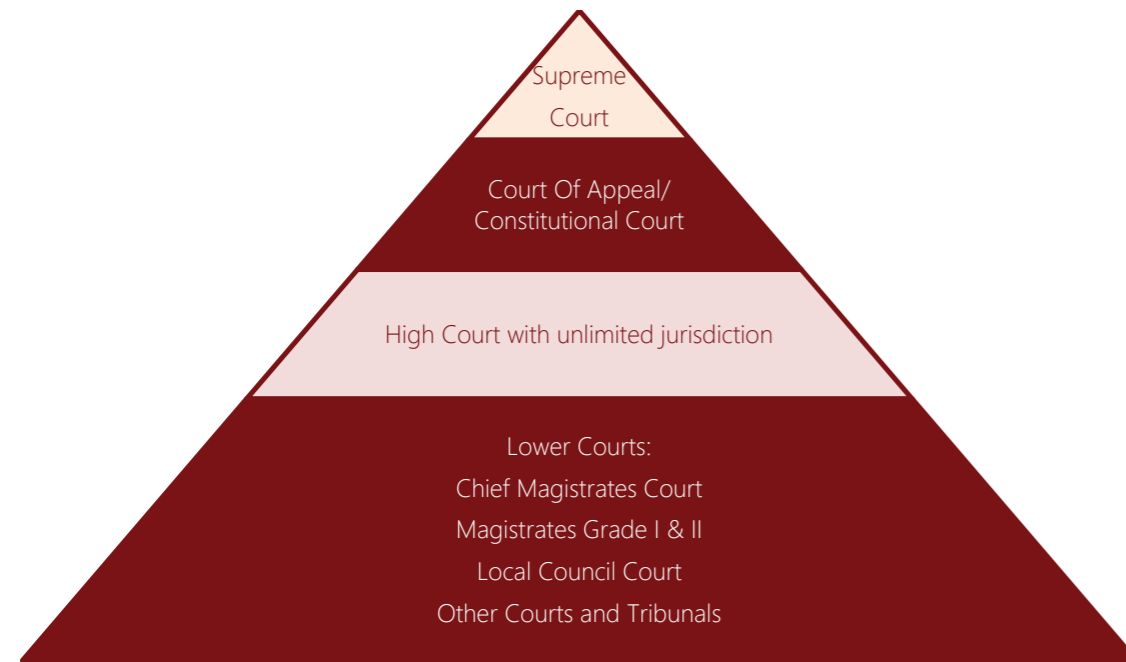 Supreme
Court
Court Of Appeal/
Constitutional Court
High Court with unlimited jurisdiction
Lower Courts:
Chief Magistrates Court
Magistrates Grade I & II
Local Council Court
Other Courts and Tribunals